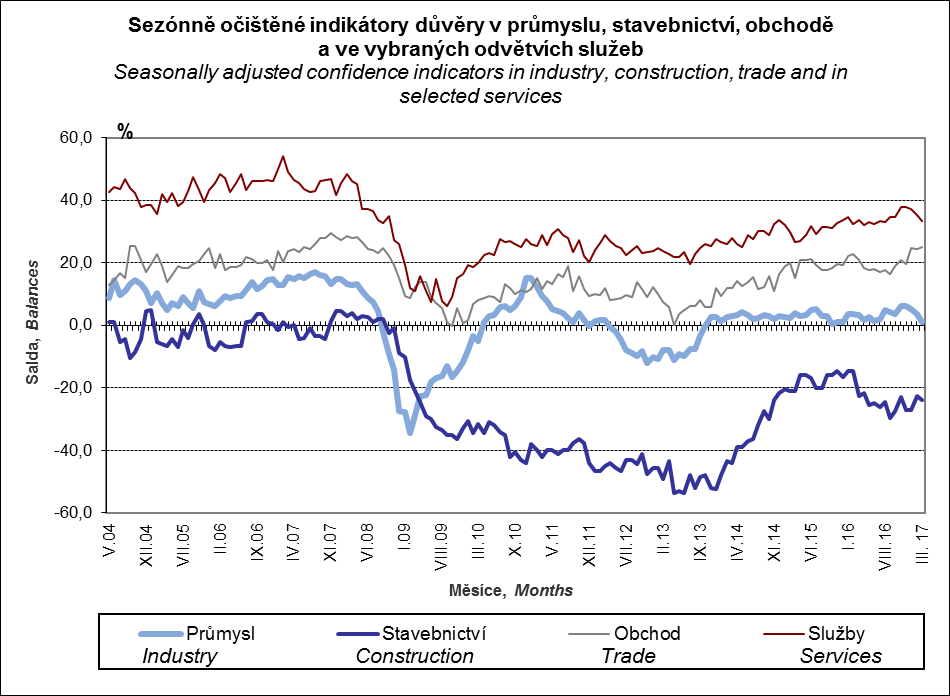 Sezónně očištěné indikátory důvěry v průmyslu, stavebnictví, obchodě
a ve vybraných odvětvích služeb
Seasonally adjusted confidence indicators in industry, construction, trade and in
selected services
%
60,0
40,0
20,0
0,0
-20,0
-40,0
-60,0
Salda, Balances
V.04
XII.04
VII.05
II.06
IX.06
IV.07
XI.07
VI.08
I.09
VIII.09
III.10
X.10
V.11
XII.11
VII.12
II.13
IX.13
IV.14
XI.14
VI.15
I.16
VIII.16
III. 17
Měsíce, Months
Průmysl Stavebnictví Obchod Služby
Industry Construction Trade Services